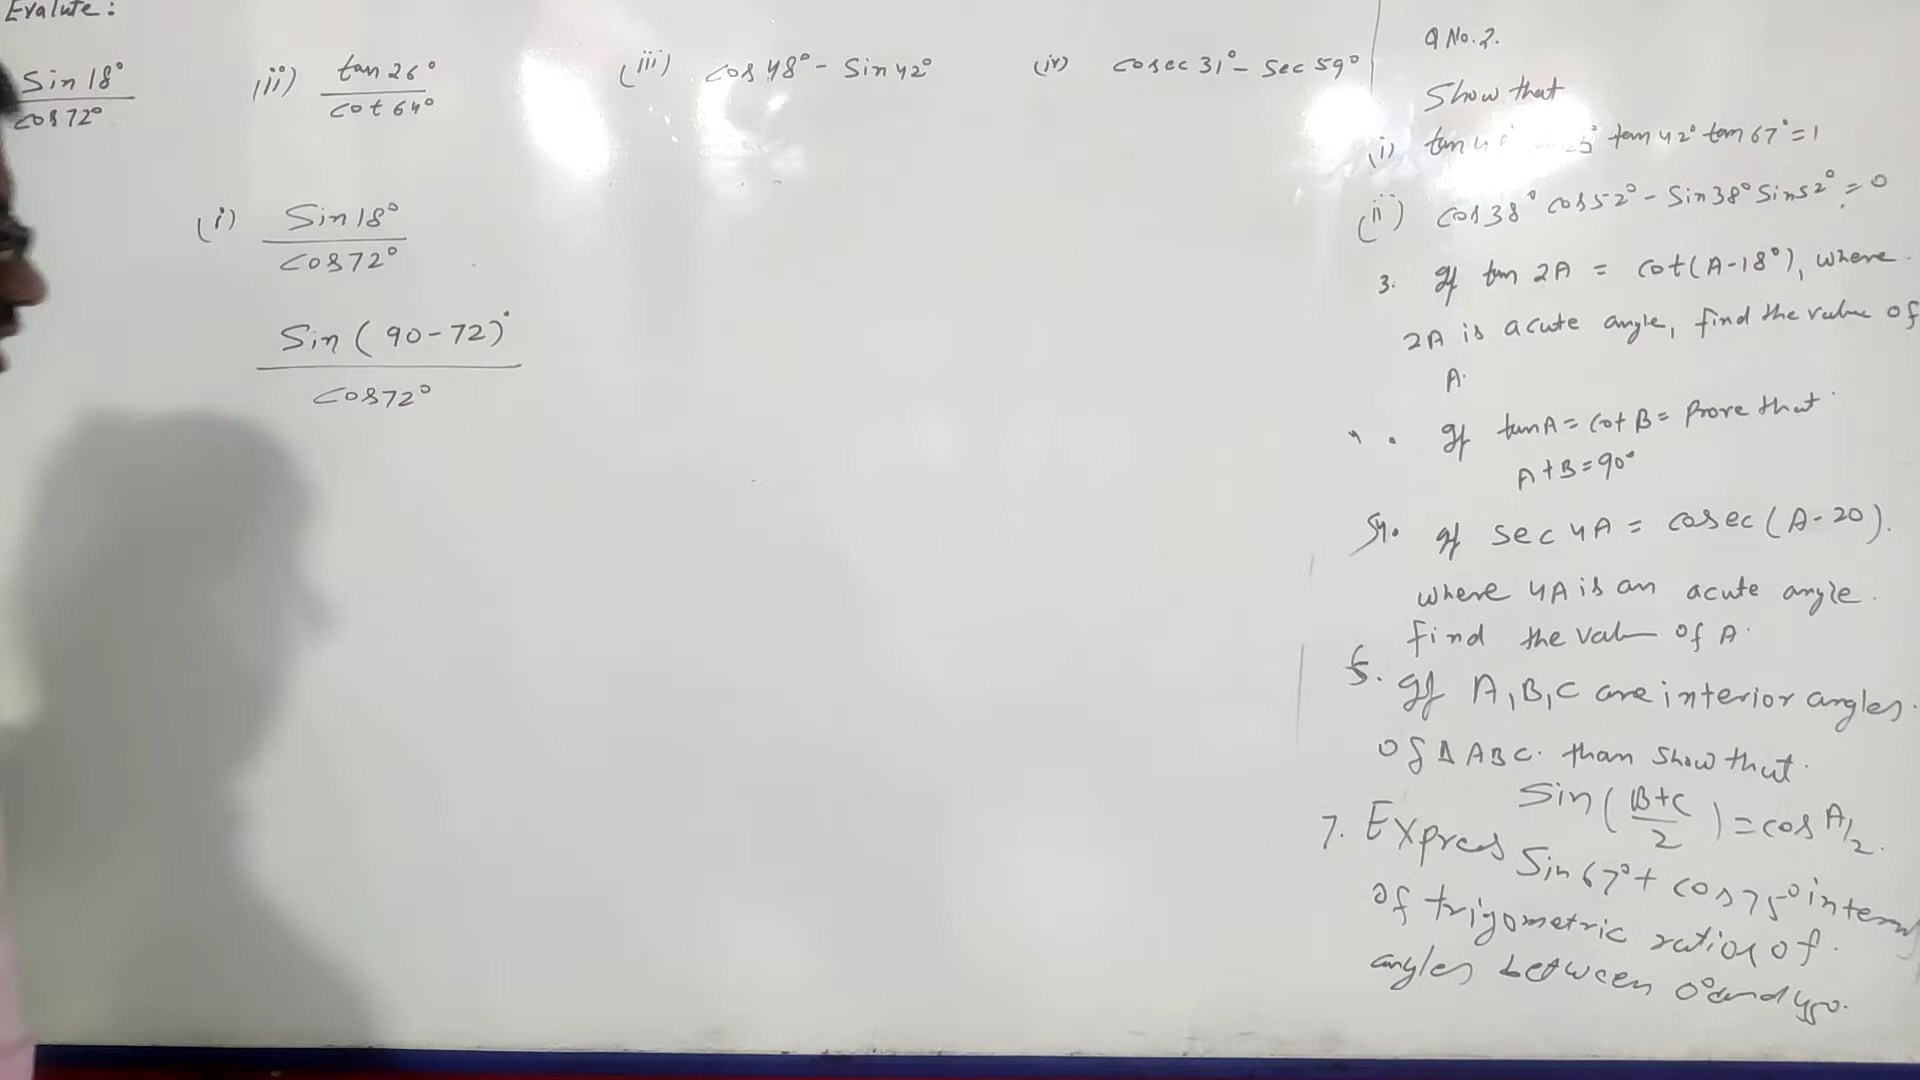 Evalute:
Sin 18°
cos 72°
(ii) tan 26°
cot 64°
(iii) cos 48° - Sin 42°
(iv) cosec 31° - Sec 59°
(i) Sin 18°
cos 72°
Sin ( 90 - 72)°
cos 72°
Q No. 2.
Show that
(i) tan 42° tan 67° = 1
(ii) cos 38° cos 52° - Sin 38° Sin 52° = 0
3. If tan 2A = cot (A-18°), where
2A is acute angle, find the value of
A.
If tan A = cot B = Prove that
A + B = 90°
5. If sec 4A = cosec (A - 20).
where 4A is an acute angle.
find the of A.
6. If A, B, C are interior angles.
of Δ ABC. than show that.
Sin ( B+C / 2 ) = cos A/2.
7. Expres Sin 67° + cos 75° in term
of trigometric ratios of.
angles between 0° and 45°.